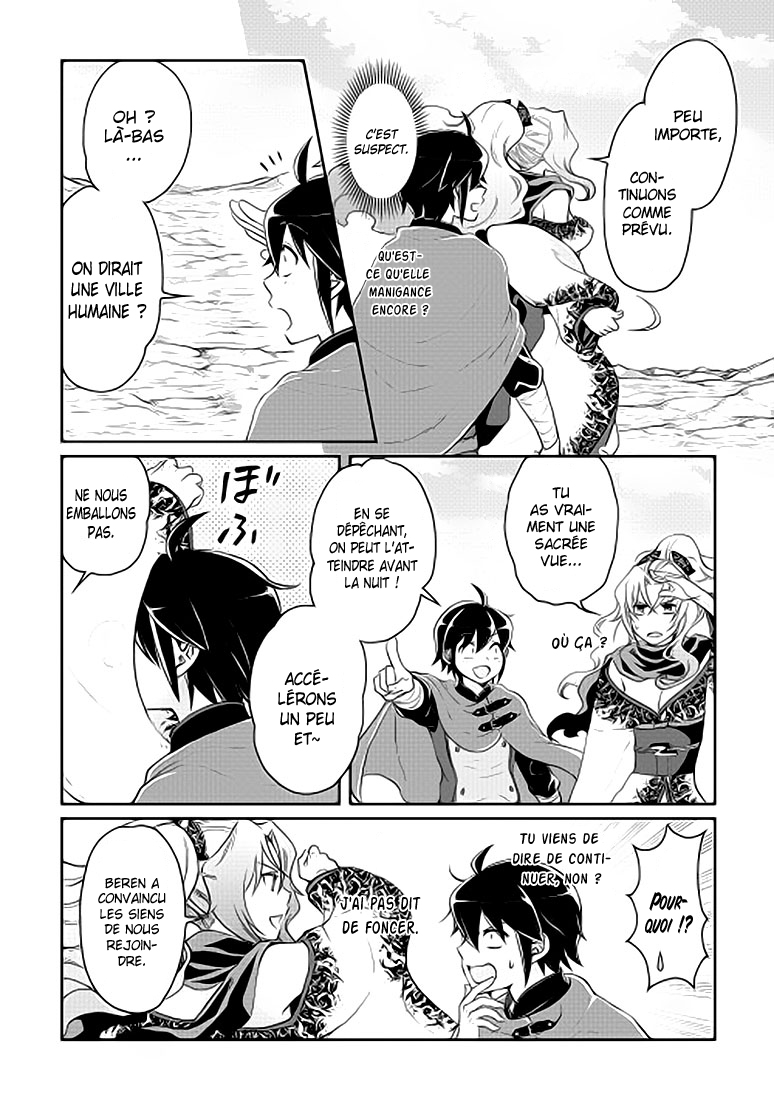 PEU
IMPORTE,
CON-
TINUONS
COMME
PRÉVU.
C'EST
SUSPECT.
QU'EST-
CE QU'ELLE
MANIGANCE
ENCORE ?
OH ?
LÀ-BAS
...
ON DIRAIT
UNE VILLE
HUMAINE ?
TU
AS VRAI-
MENT UNE
SACRÉE
VUE...
OÙ ÇA ?
EN SE
DÉPÊCHANT,
ON PEUT L'AT-
TEINDRE AVANT
LA NUIT !
ACCÉ-
LÉRONS
UN PEU
ET~
ぼふ
NE NOUS
EMBALLONS
PAS.
POUR-
QUOI !?
TU VIENS DE
DIRE DE CONTI-
NUER, NON ?
J'AI PAS DIT
DE FONCER.
BEREN A
CONVAINCU
LES SIENS
DE NOUS
REJOIN-
DRE.